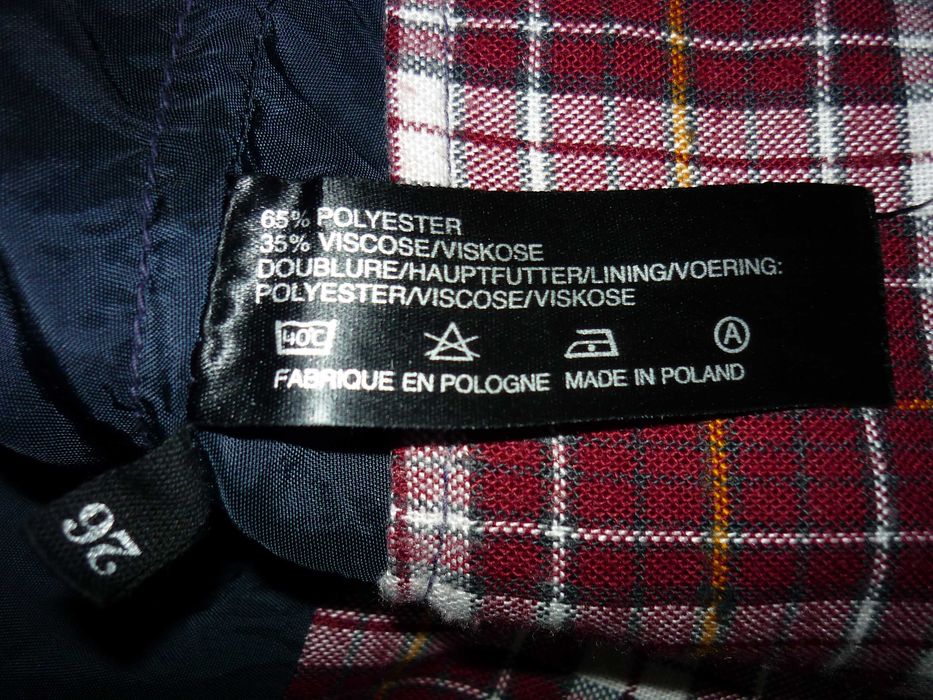 65% POLYESTER
35% VISCOSE/VISKOSE
DOUBLURE/HAUPTFUTTER/LINING/VOERING:
POLYESTER/VISCOSE/VISKOSE
40C A
FABRIQUE EN POLOGNE MADE IN POLAND
26